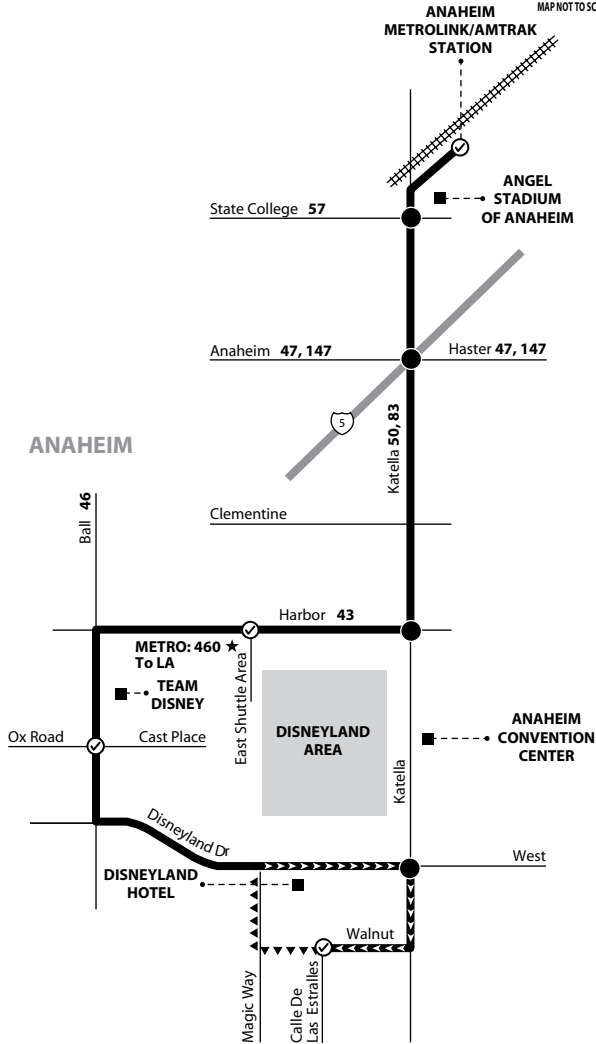 MAP NOT TO SC
ANAHEIM
METROLINK/AMTRAK
STATION
ANGEL
STADIUM
OF ANAHEIM
State College 57
Anaheim 47, 147
Haster 47, 147
5
Katella 50, 83
ANAHEIM
Ball 46
Clementine
Harbor 43
METRO: 460 ★
To LA
East Shuttle Area
TEAM
DISNEY
DISNEYLAND
AREA
ANAHEIM
CONVENTION
CENTER
Ox Road
Cast Place
Katella
Disneyland Dr
West
DISNEYLAND
HOTEL
Walnut
Magic Way
Calle De
Las Estralles